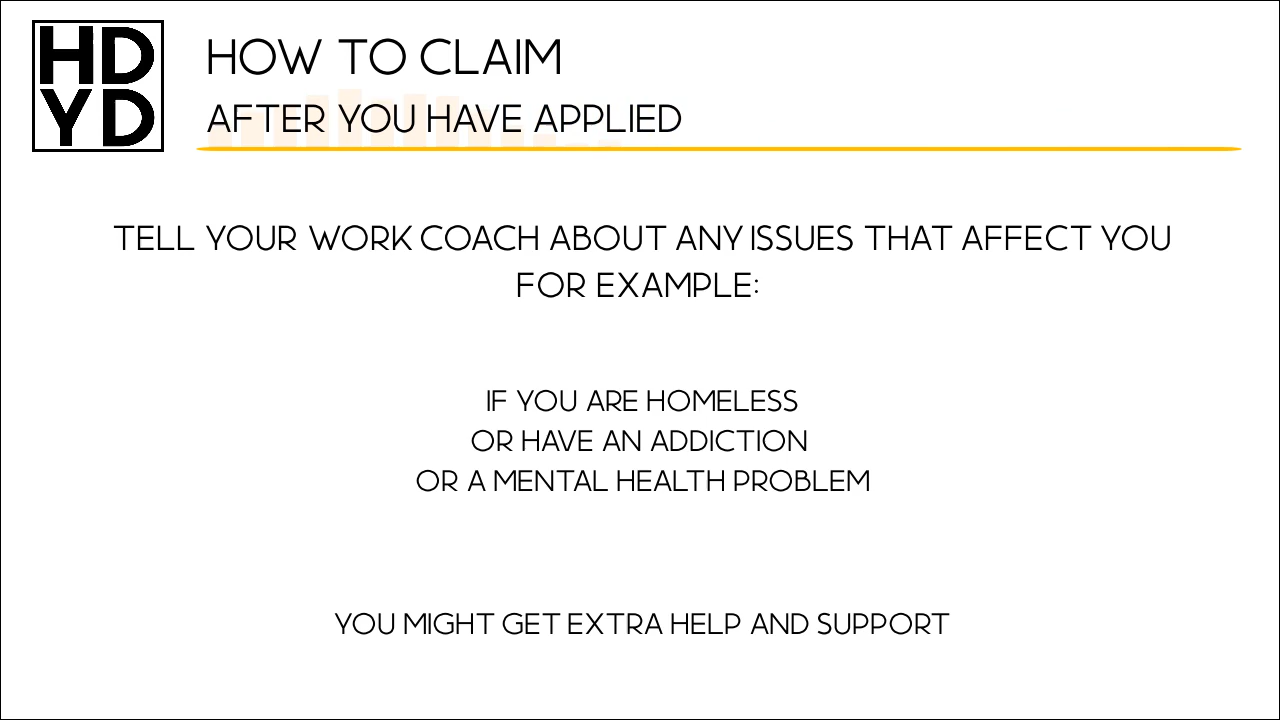 HD
YD
HOW TO CLAIM
AFTER YOU HAVE APPLIED
TELL YOUR WORK COACH ABOUT ANY ISSUES THAT AFFECT YOU
FOR EXAMPLE:
IF YOU ARE HOMELESS
OR HAVE AN ADDICTION
OR A MENTAL HEALTH PROBLEM
YOU MIGHT GET EXTRA HELP AND SUPPORT